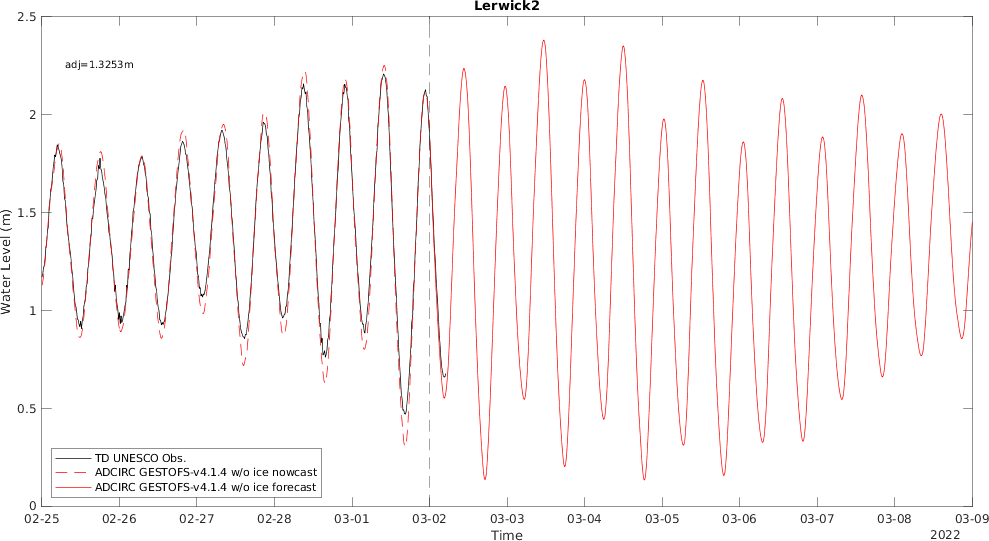 Lerwick2
2.5
2
1.5
1
0.5
0
Water Level (m)
adj=1.3253m
TD UNESCO Obs.
ADCIRC GESTOFS-v4.1.4 w/o ice nowcast
ADCIRC GESTOFS-v4.1.4 w/o ice forecast
02-25 02-26 02-27 02-28 03-01 03-02 03-03 03-04 03-05 03-06 03-07 03-08 03-09
Time
2022